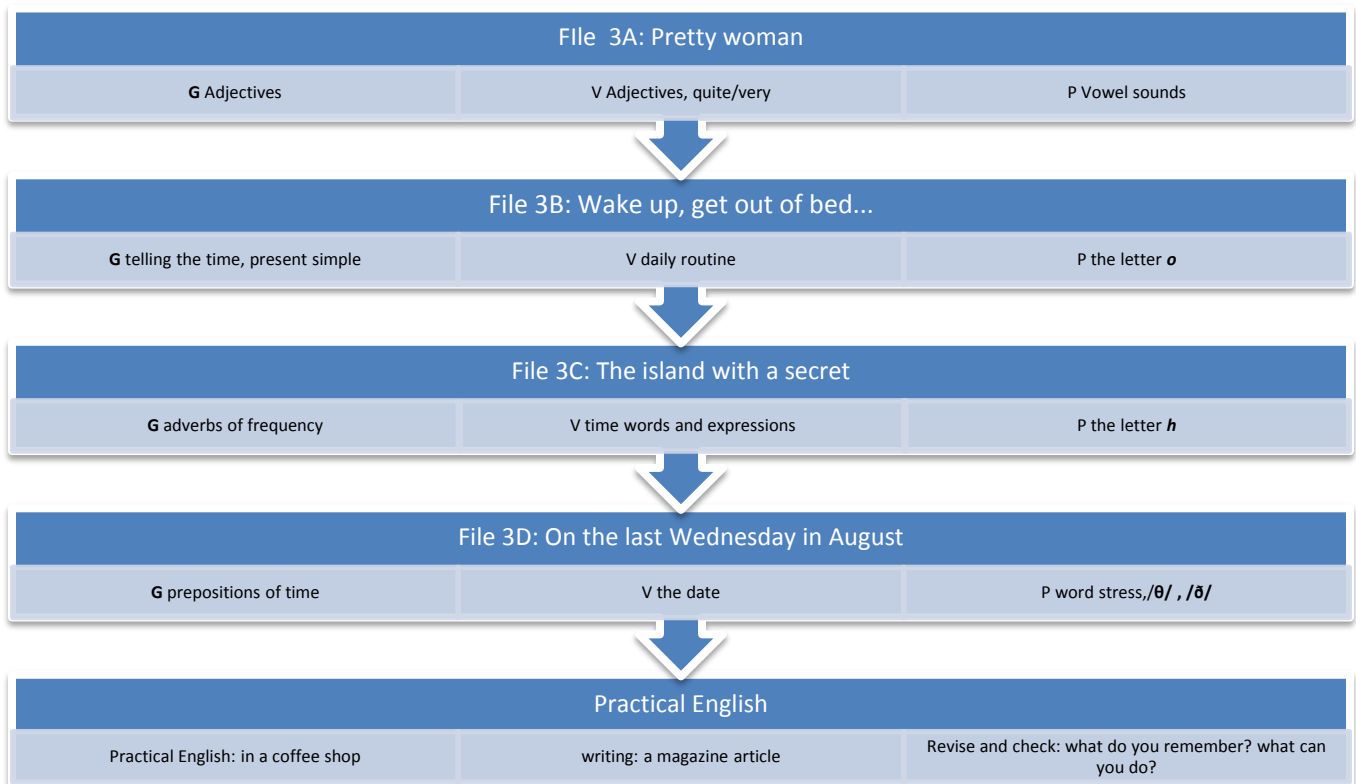 FIle 3A: Pretty woman
G Adjectives
V Adjectives, quite/very
P Vowel sounds
File 3B: Wake up, get out of bed...
G telling the time, present simple
V daily routine
P the letter o
File 3C: The island with a secret
G adverbs of frequency
V time words and expressions
P the letter h
File 3D: On the last Wednesday in August
G prepositions of time
V the date
P word stress,/θ/ , /ð/
Practical English
Practical English: in a coffee shop
writing: a magazine article
Revise and check: what do you remember? what can
you do?